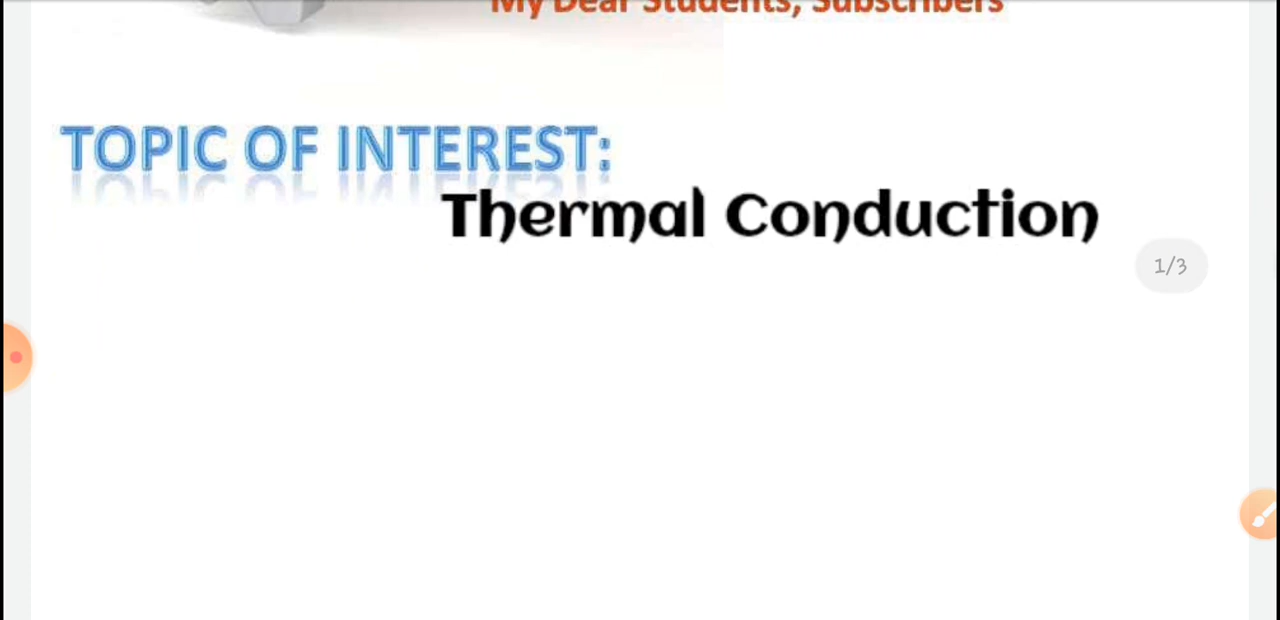 My Dear Students, Subscribers
TOPIC OF INTEREST:
Thermal Conduction
1/3